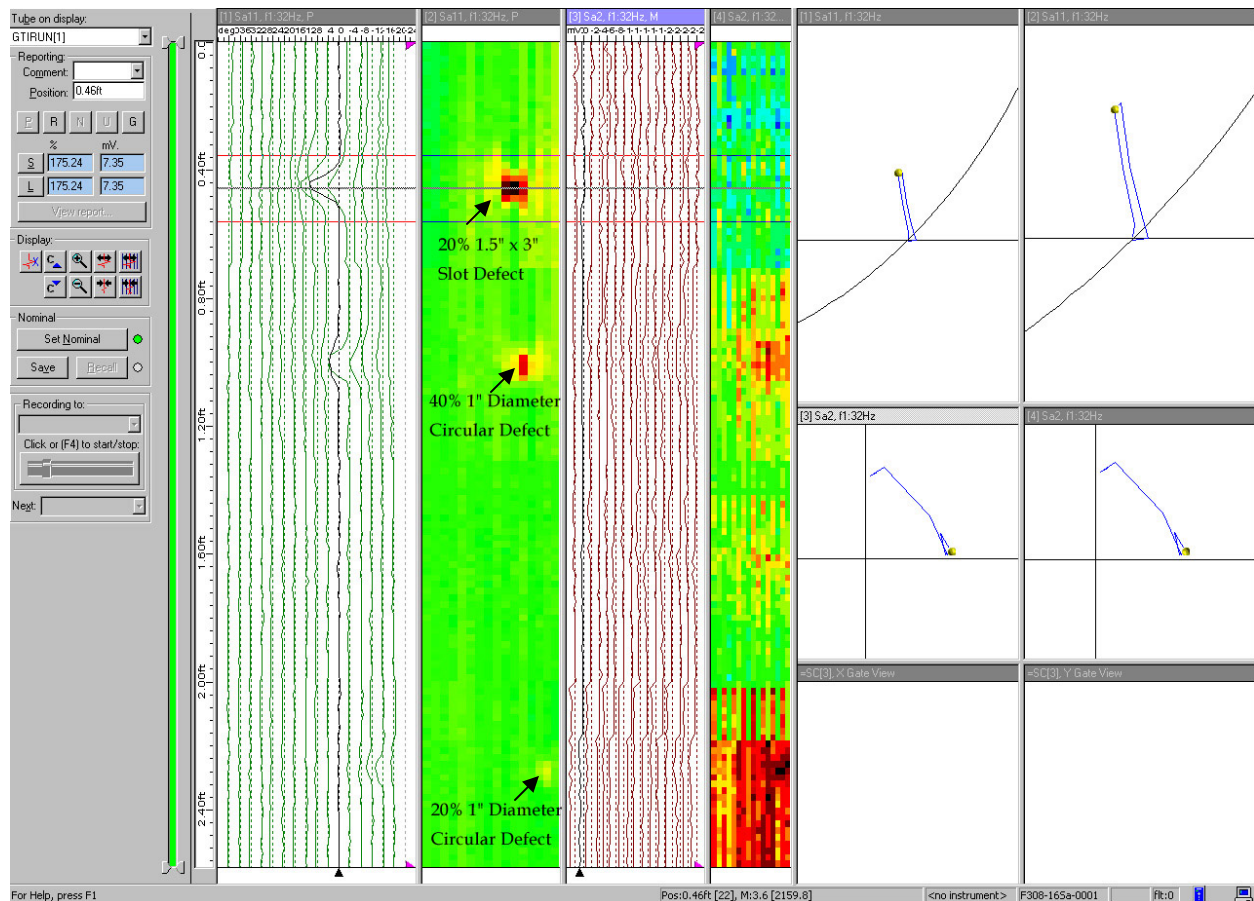 Tube on display:
GTIRUN[1]
Reporting:
Comment:
Position: 0.46ft
P R N U G
% mV.
S 175.24 7.35
L 175.24 7.35
View report...
Display:
Nominal
Set Nominal
Save Recall
Recording to:
Click or (F4) to start/stop:
Next:
[1] Sa11, f1:32Hz, P
[2] Sa11, f1:32Hz, P
[3] Sa2, f1:32Hz, M
[4] Sa2, f1:32...
[1] Sa11, f1:32Hz
[2] Sa11, f1:32Hz
0.0
0.40ft
0.80ft
1.20ft
1.60ft
2.00ft
2.40ft
20% 1.5" x 3"
Slot Defect
40% 1" Diameter
Circular Defect
20% 1" Diameter
Circular Defect
[3] Sa2, f1:32Hz
[4] Sa2, f1:32Hz
=SC[3], X Gate View
=SC[3], Y Gate View
For Help, press F1
Pos:0.46ft [22], M:3.6 [2159.8]
<no instrument>
F308-16Sa-0001
flt:0